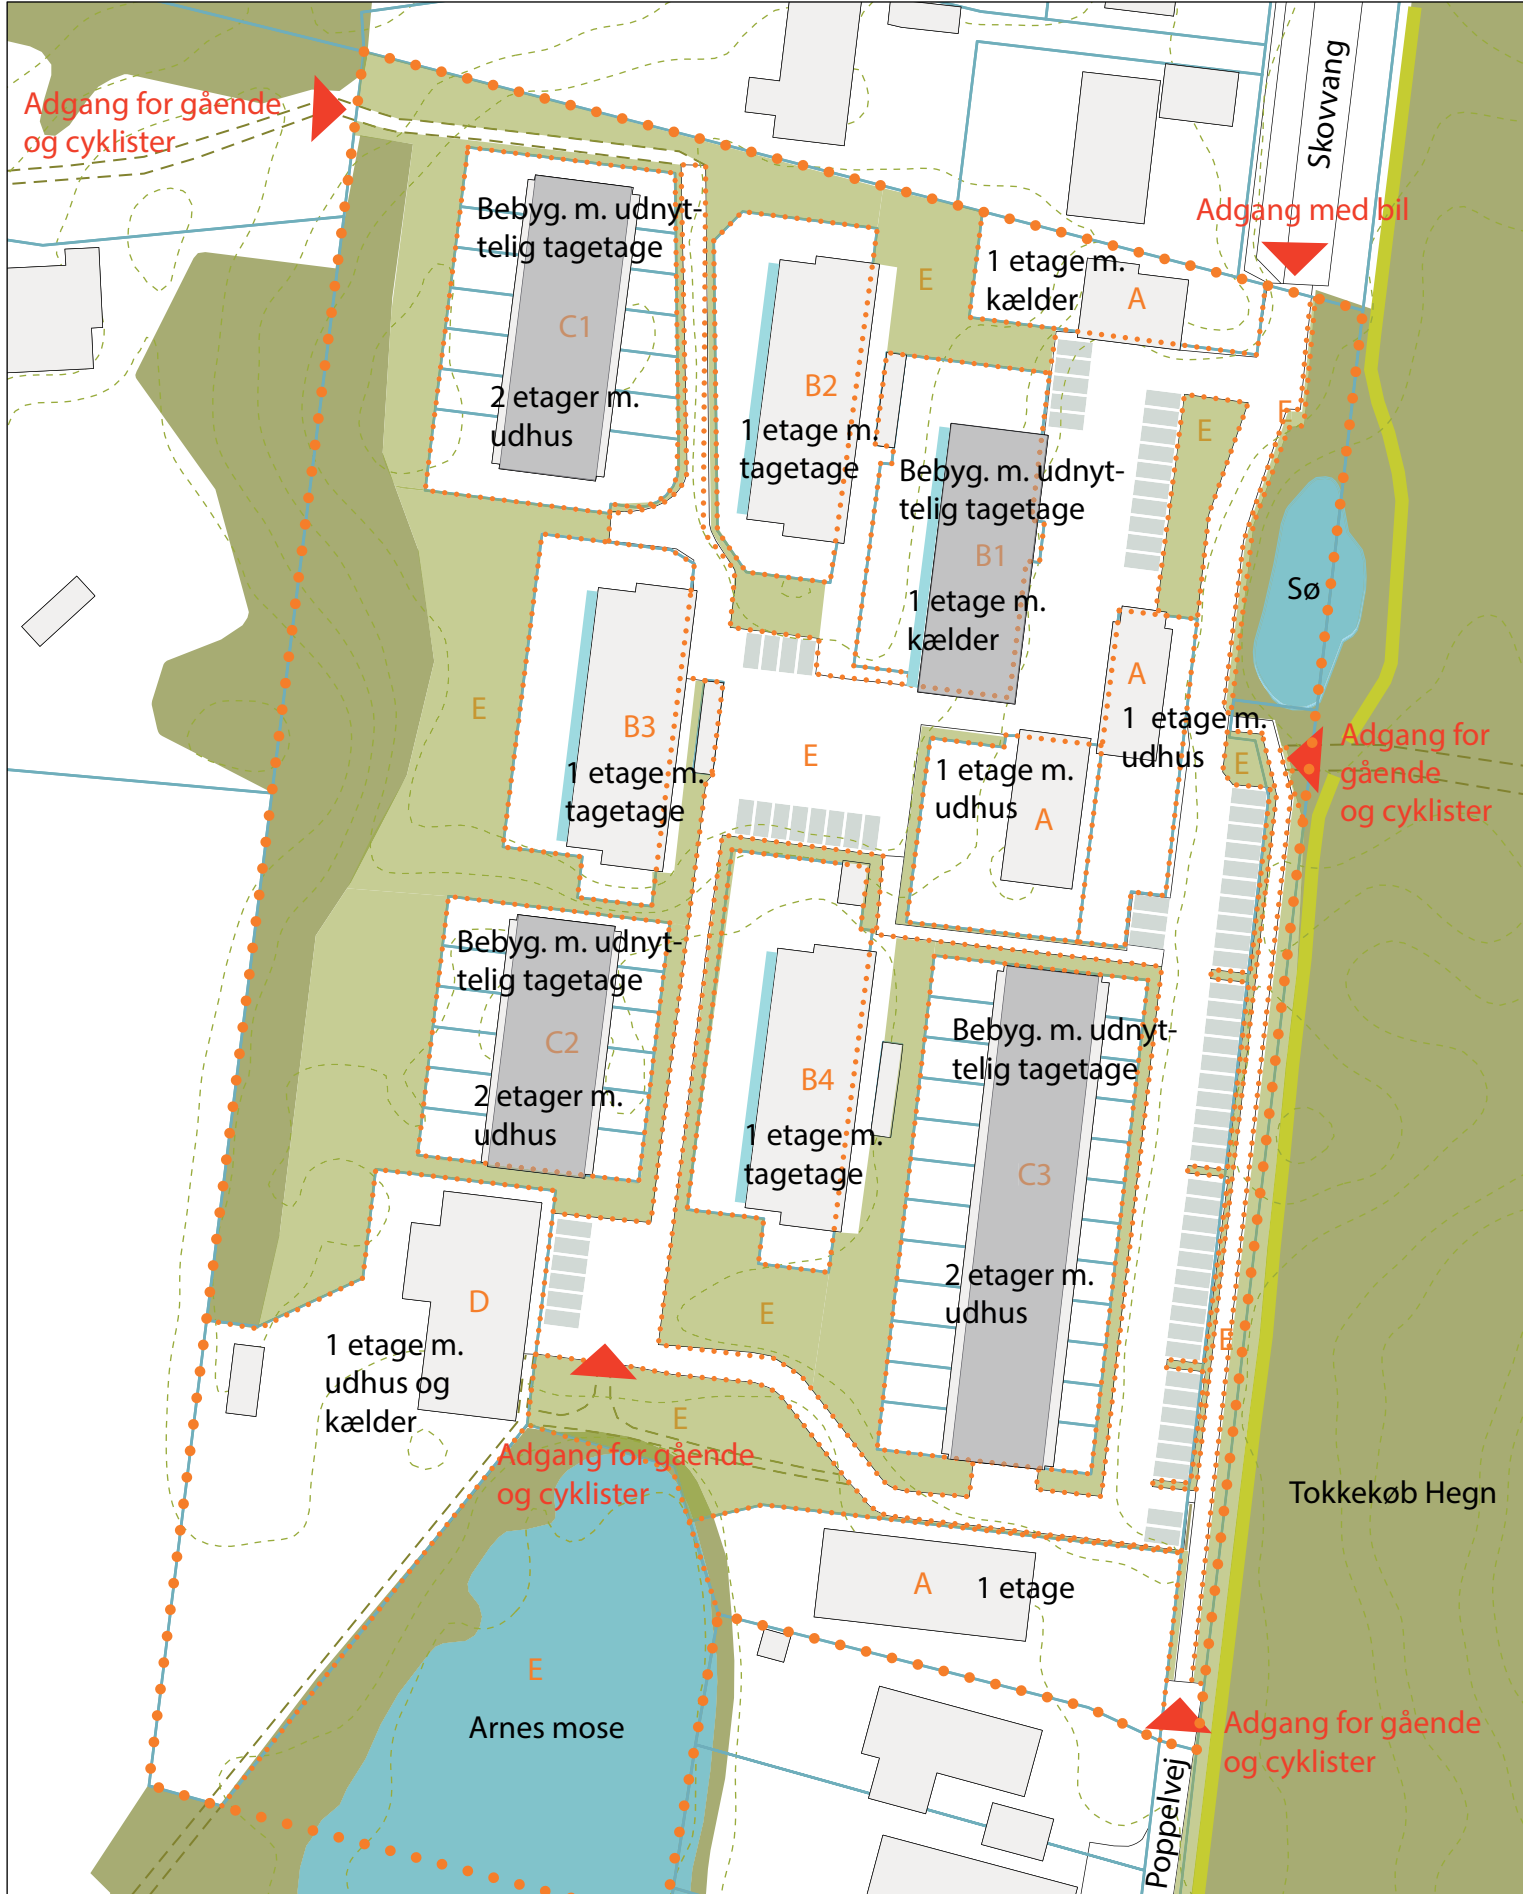 Skovvang
Adgang for gående
og cyklister
Adgang med bil
Bebyg. m. udnyt-
telig tagetage
C1
2 etager m.
udhus
1 etage m.
kælder
A
E
B2
1 etage m.
tagetage
E
E
Bebyg. m. udnyt-
telig tagetage
B1
1 etage m.
kælder
Sø
A
1 etage m.
udhus
E
Adgang for
gående
og cyklister
E
B3
1 etage m.
tagetage
E
1 etage m.
udhus
A
Bebyg. m. udnyt-
telig tagetage
C2
2 etager m.
udhus
B4
1 etage m.
tagetage
Bebyg. m. udnyt-
telig tagetage
C3
2 etager m.
udhus
D
1 etage m.
udhus og
kælder
E
E
E
Adgang for gående
og cyklister
Tokkekøb Hegn
A
1 etage
E
Arnes mose
Adgang for gående
og cyklister
Poppelvej